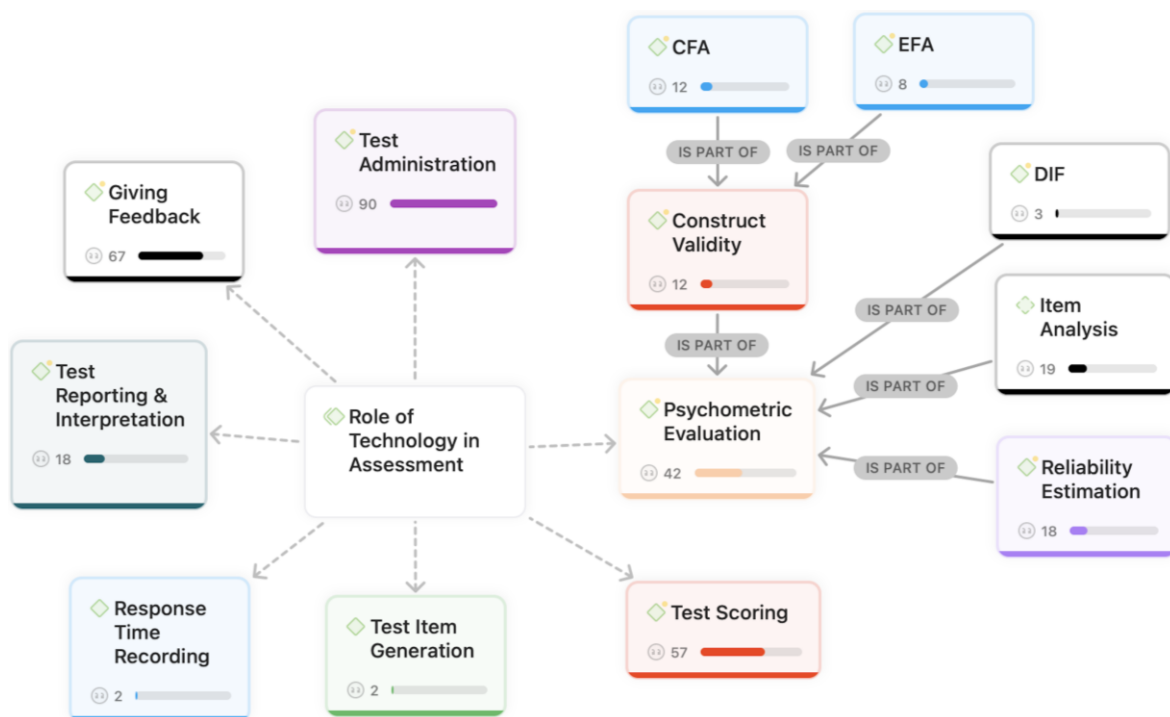 CFA
12
EFA
8
IS PART OF
IS PART OF
Test
Administration
90
Giving
Feedback
67
DIF
3
Construct
Validity
12
IS PART OF
IS PART OF
Item
Analysis
19
IS PART OF
Test
Reporting &
Interpretation
18
Role of
Technology in
Assessment
Psychometric
Evaluation
42
IS PART OF
Reliability
Estimation
18
Response
Time
Recording
2
Test Item
Generation
2
Test Scoring
57